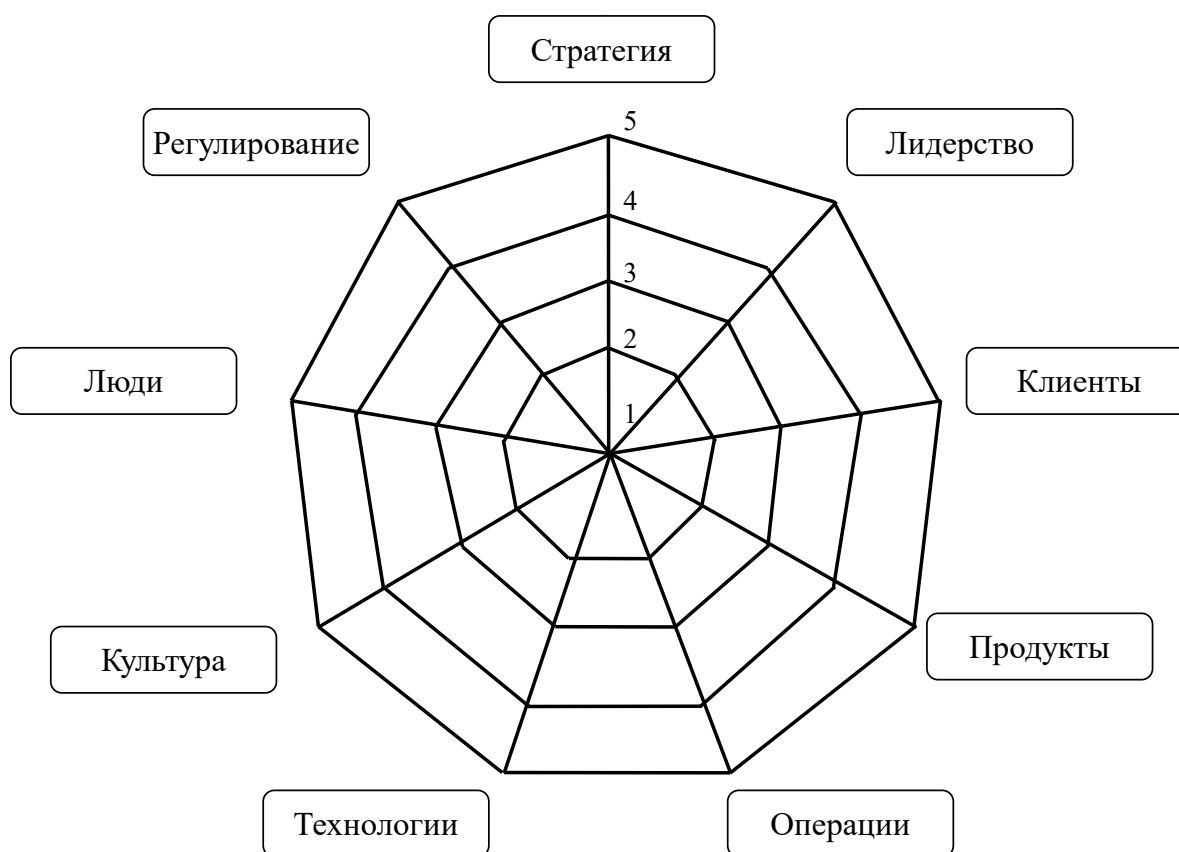 Стратегия
Регулирование
Лидерство
5
4
3
2
1
Люди
Клиенты
Культура
Продукты
Технологии
Операции